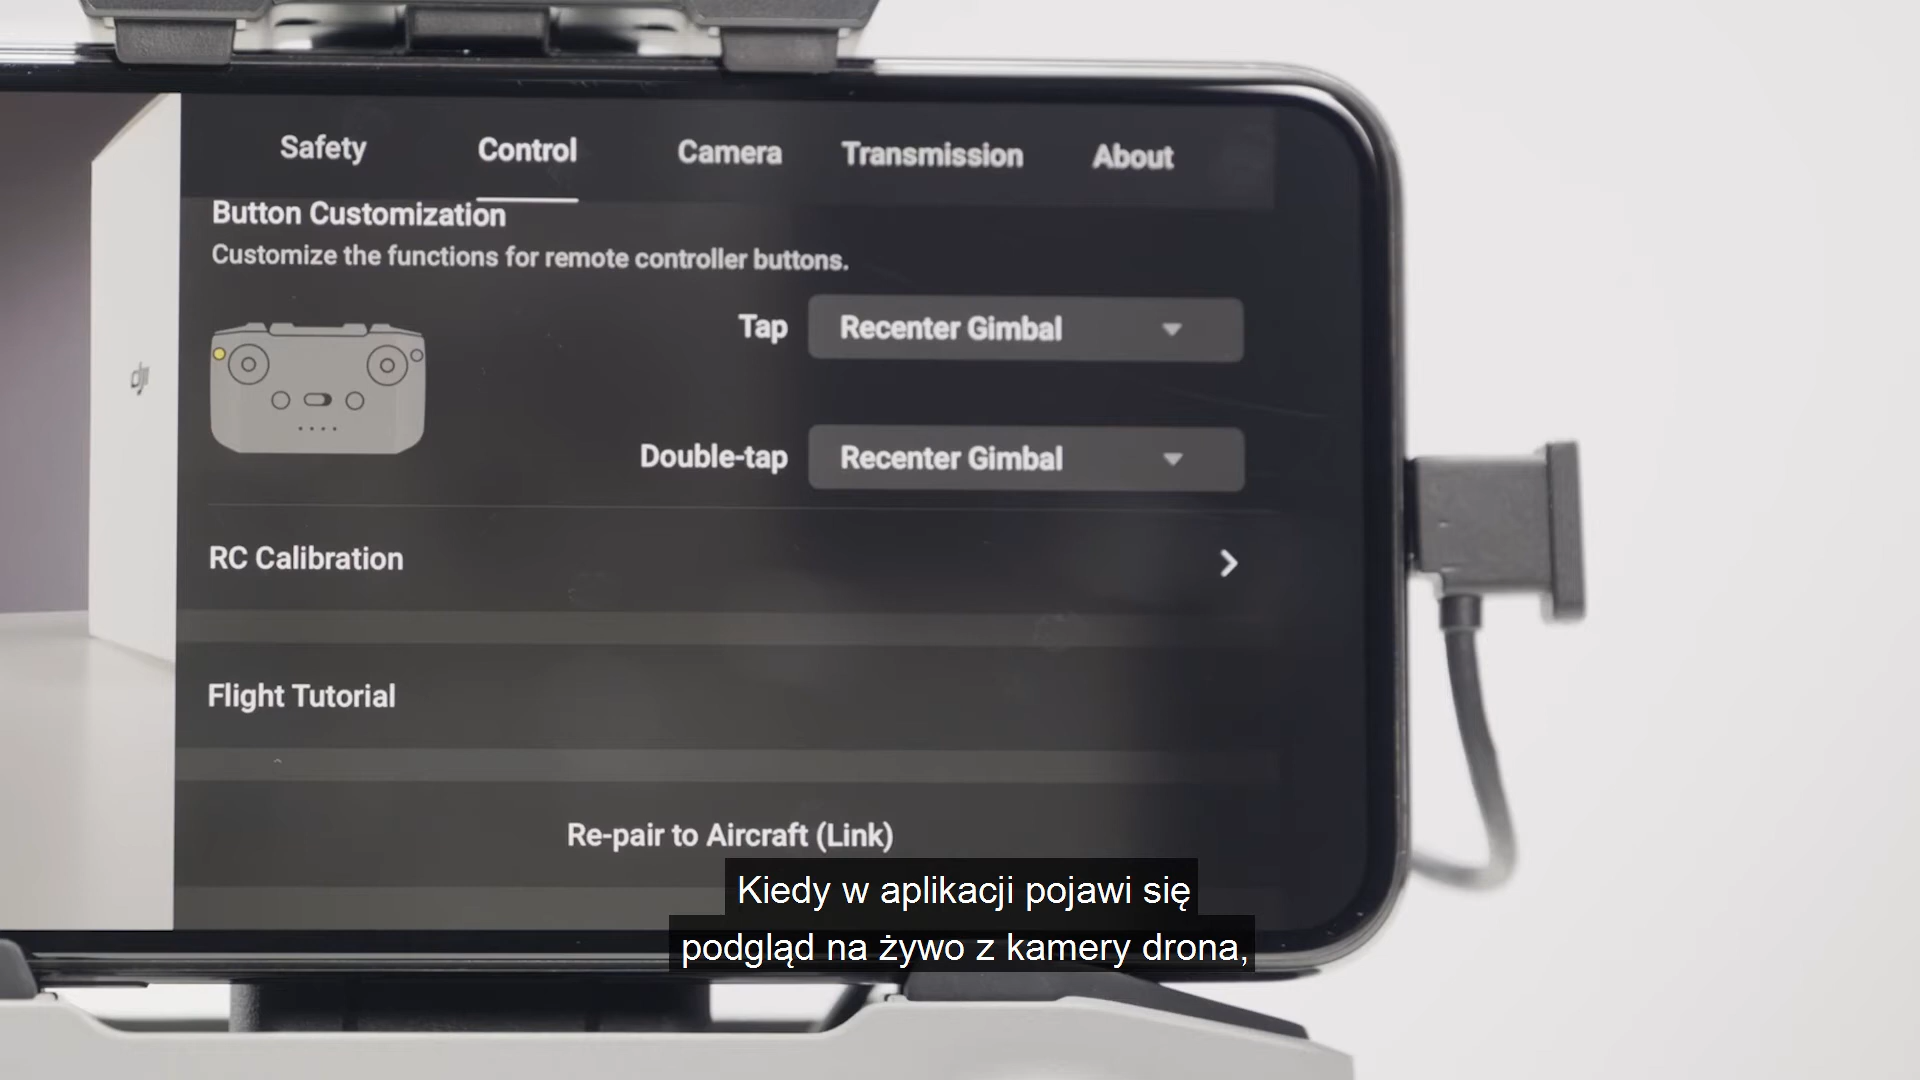 Safety Control Camera Transmission About
Button Customization
Customize the functions for remote controller buttons.
Tap Recenter Gimbal
Double-tap Recenter Gimbal
RC Calibration
Flight Tutorial
Re-pair to Aircraft (Link)
dji
Kiedy w aplikacji pojawi się
podgląd na żywo z kamery drona,